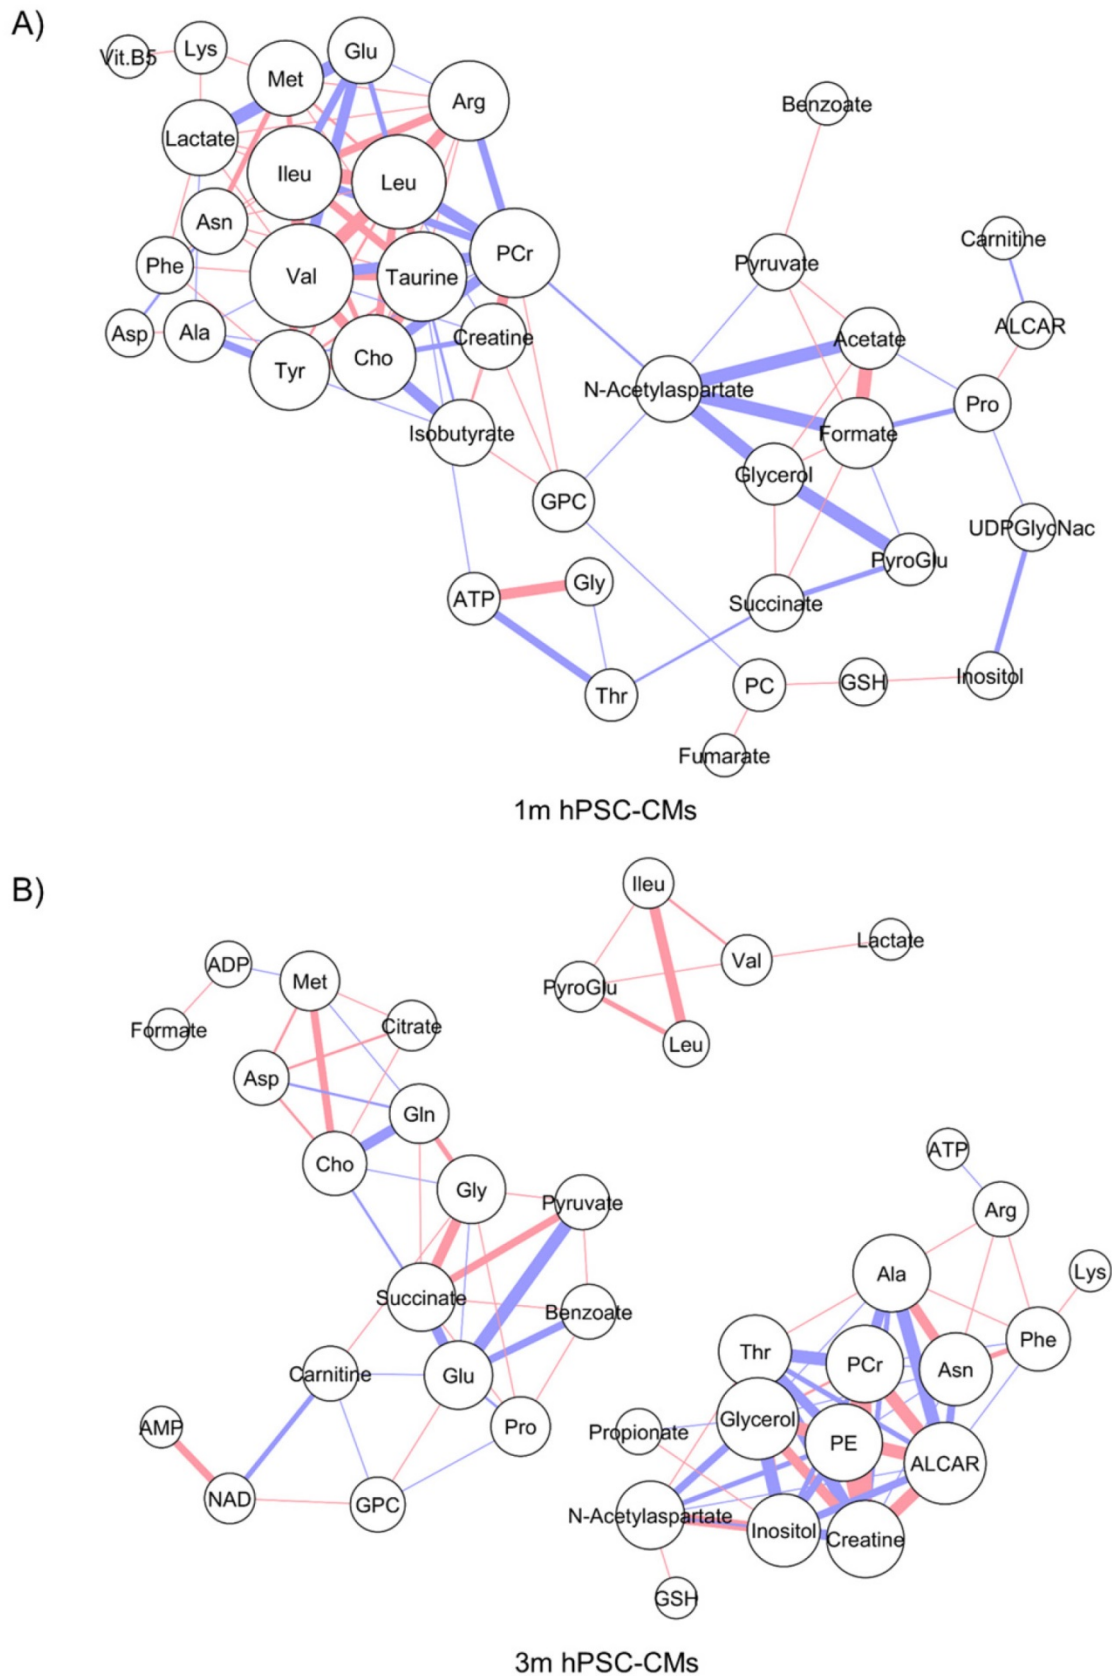 A)
Vit.B5
Lys
Met
Glu
Arg
Lactate
Ileu
Leu
Asn
Phe
Val
Taurine
PCr
Asp
Ala
Tyr
Cho
Creatine
Isobutyrate
GPC
ATP
Gly
Thr
Benzoate
Pyruvate
Carnitine
ALCAR
Acetate
N-Acetylaspartate
Pro
Formate
Glycerol
UDPGlycNac
PyroGlu
Succinate
PC
GSH
Inositol
Fumarate
1m hPSC-CMs
B)
Ileu
Lactate
Val
PyroGlu
Leu
ADP
Met
Formate
Citrate
Asp
Gln
Cho
Gly
Pyruvate
Succinate
Benzoate
Carnitine
Glu
Pro
AMP
NAD
GPC
ATP
Arg
Lys
Ala
Phe
Thr
PCr
Asn
Glycerol
Propionate
PE
ALCAR
N-Acetylaspartate
Inositol
Creatine
GSH
3m hPSC-CMs